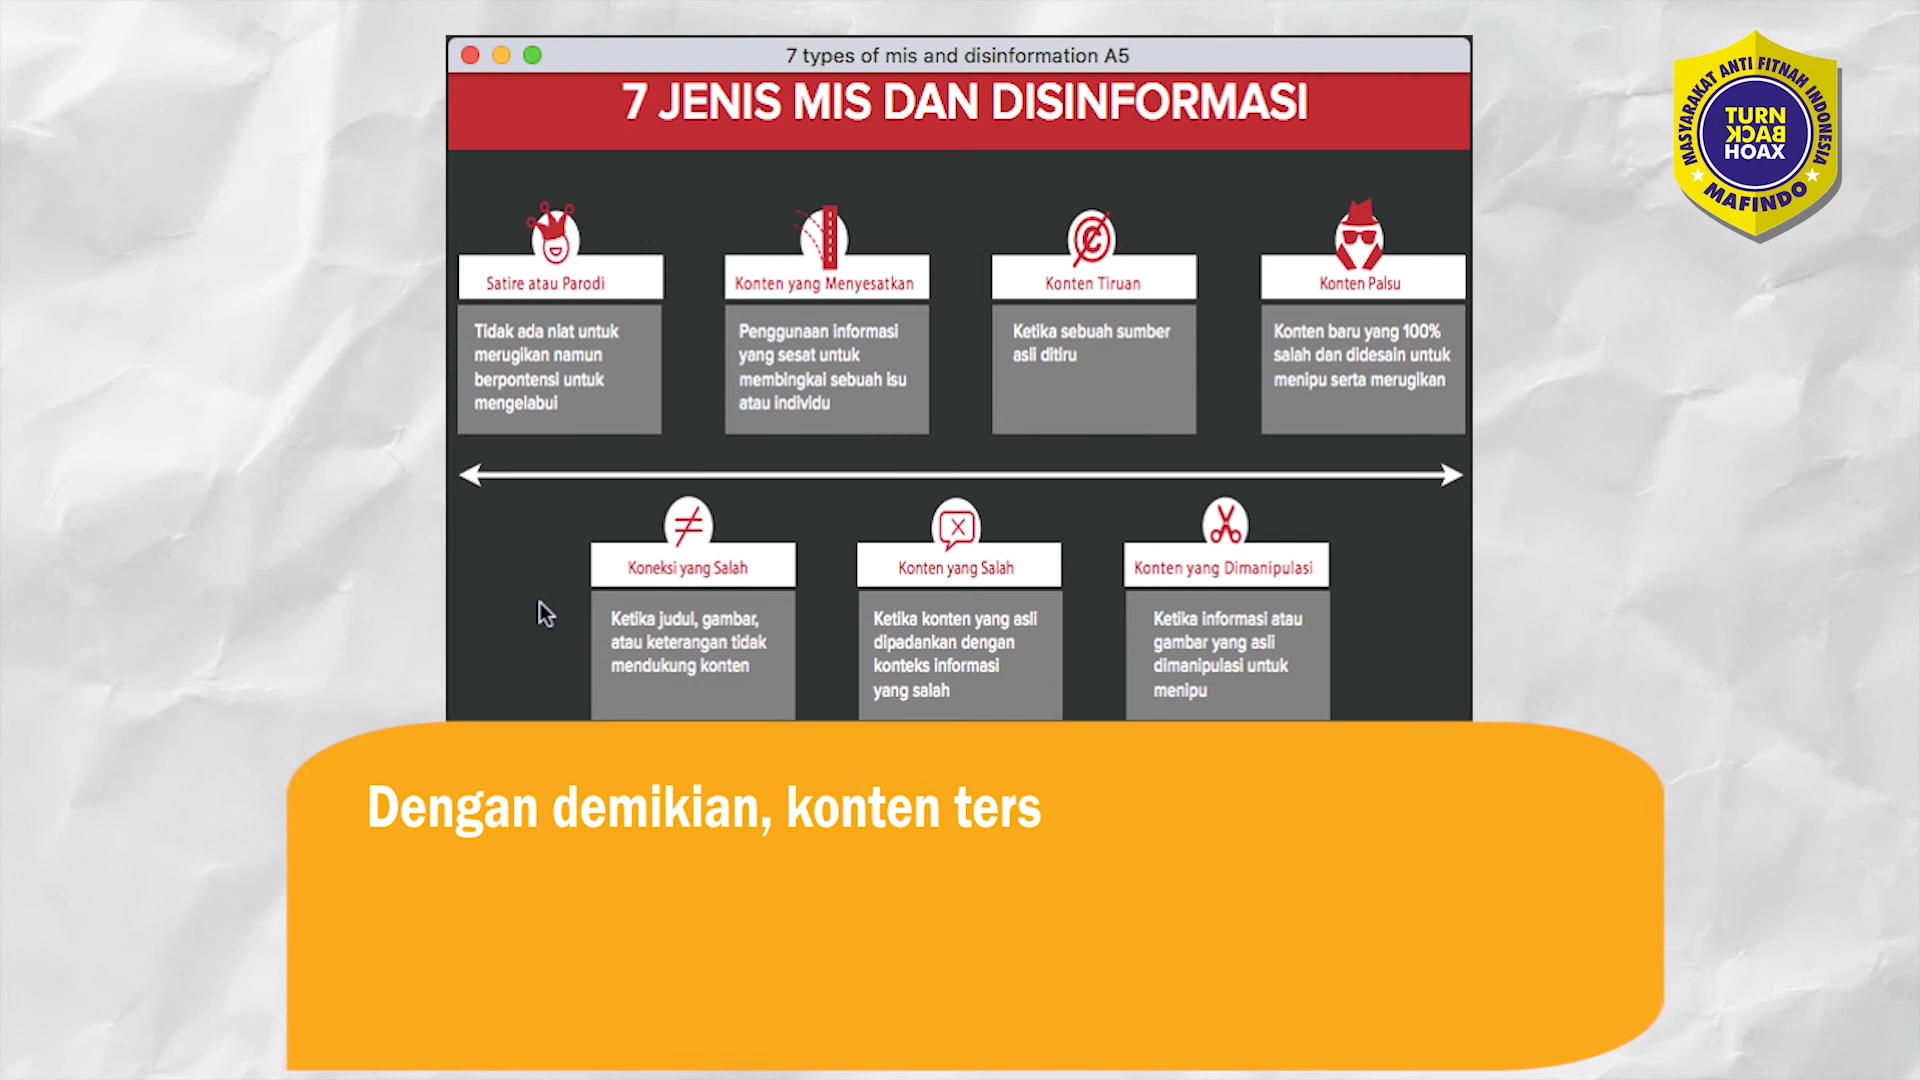 7 types of mis and disinformation A5
7 JENIS MIS DAN DISINFORMASI
MASYARAKAT ANTI FITNAH INDONESIA
TURN
BACK
HOAX
MAFINDO
Satire atau Parodi
Tidak ada niat untuk
merugikan namun
berpotensi untuk
mengelabui
Konten yang Menyesatkan
Penggunaan informasi
yang sesat untuk
membingkai sebuah isu
atau individu
Konten Tiruan
Ketika sebuah sumber
asli ditiru
Konten Palsu
Konten baru yang 100%
salah dan didesain untuk
menipu serta merugikan
Koneksi yang Salah
Ketika judul, gambar,
atau keterangan tidak
mendukung konten
Konten yang Salah
Ketika konten yang asli
dipadankan dengan
konteks informasi
yang salah
Konten yang Dimanipulasi
Ketika informasi atau
gambar yang asli
dimanipulasi untuk
menipu
Dengan demikian, konten ters